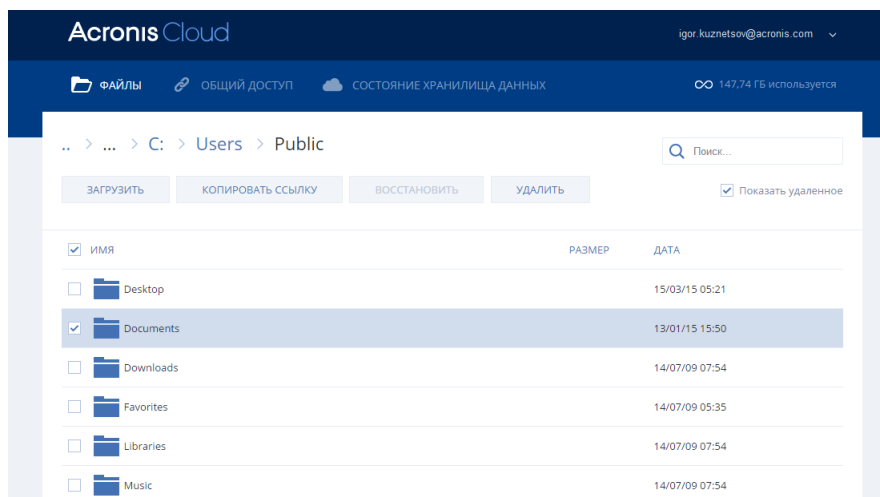 Acronis Cloud
igor.kuznetsov@acronis.com
ФАЙЛЫ ОБЩИЙ ДОСТУП СОСТОЯНИЕ ХРАНИЛИЩА ДАННЫХ 147,74 ГБ используется
.. > ... > C: > Users > Public
Поиск...
ЗАГРУЗИТЬ КОПИРОВАТЬ ССЫЛКУ ВОССТАНОВИТЬ УДАЛИТЬ Показать удаленное
ИМЯ РАЗМЕР ДАТА
Desktop 15/03/15 05:21
Documents 13/01/15 15:50
Downloads 14/07/09 07:54
Favorites 14/07/09 05:35
Libraries 14/07/09 07:54
Music 14/07/09 07:54